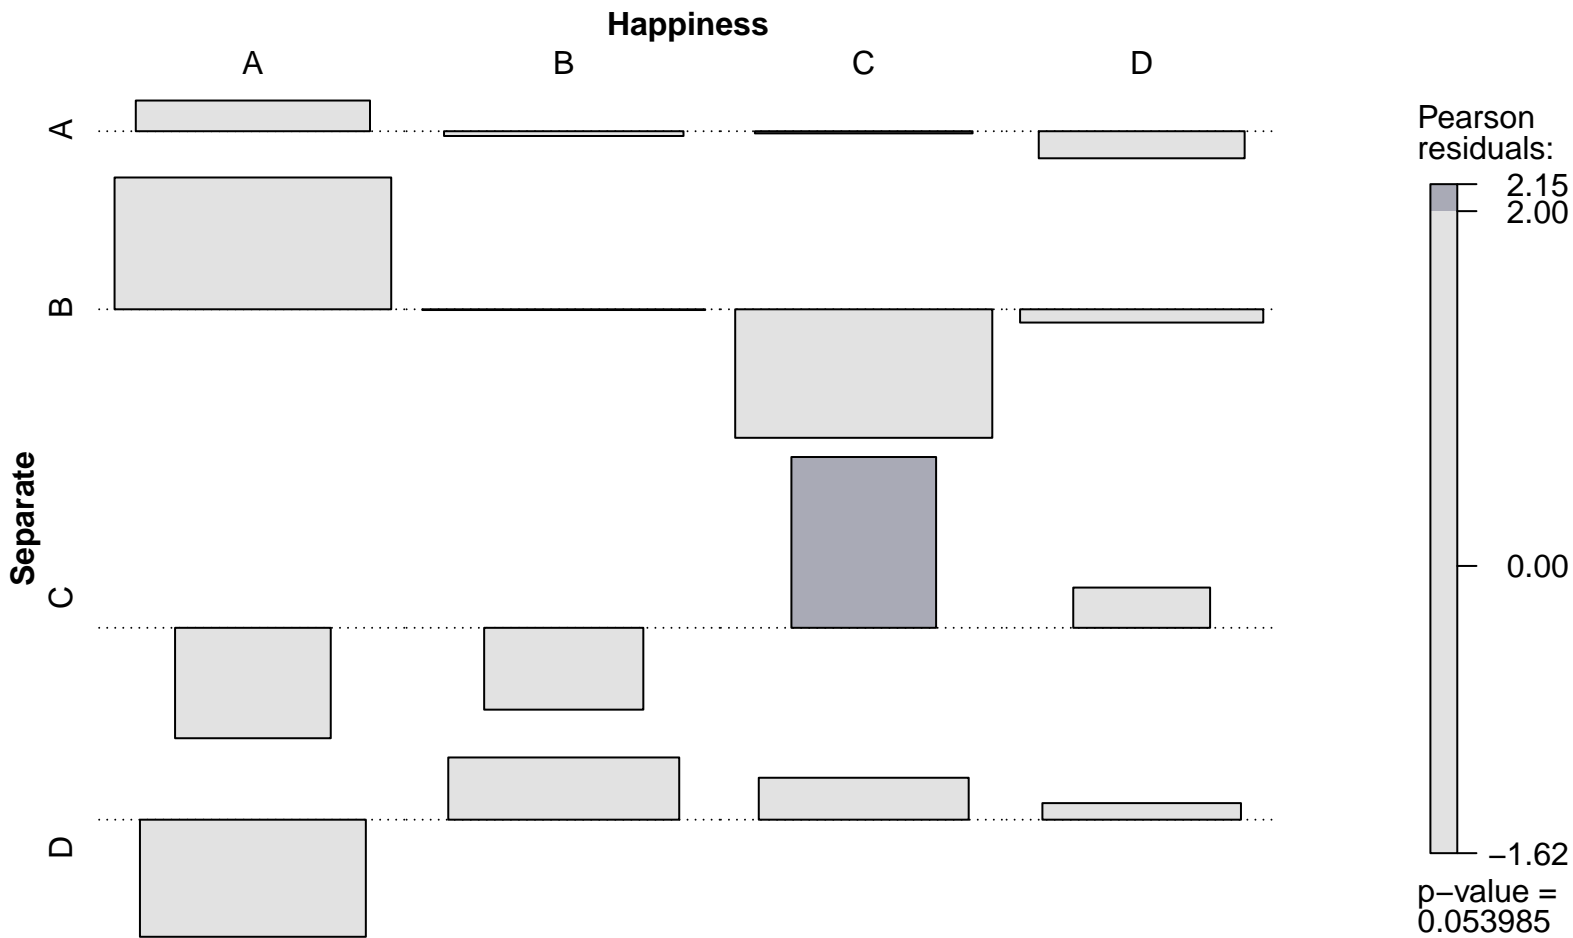 Happiness
A B C D
A
B
Separate
C
D
Pearson
residuals:
2.15
2.00
0.00
−1.62
p−value =
0.053985